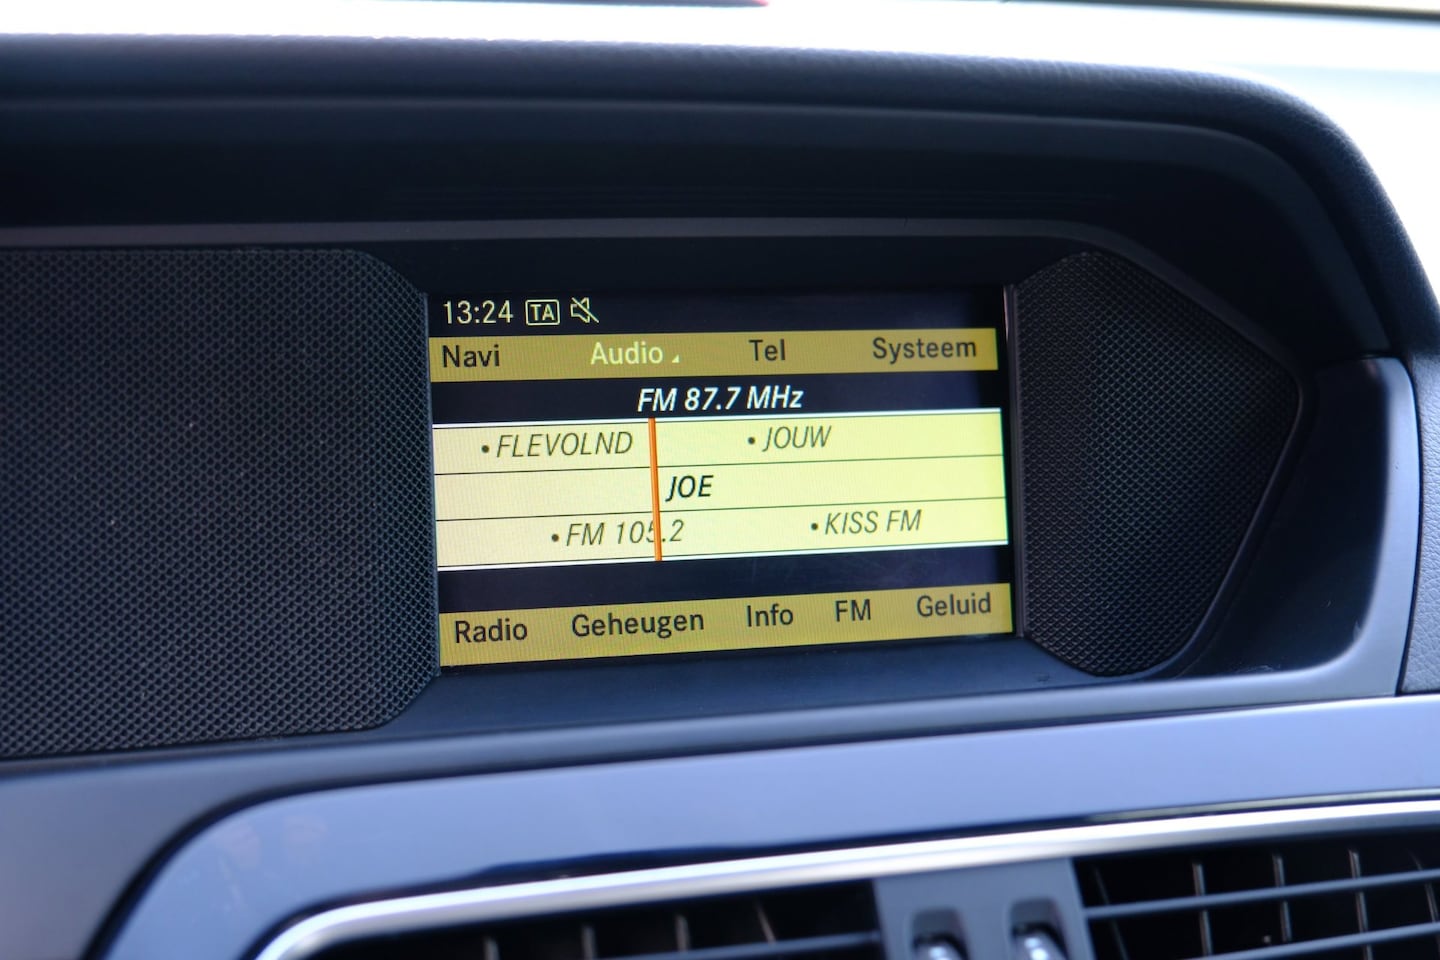 13:24 TA
Navi Audio Tel Systeem
FM 87.7 MHz
•FLEVOLND •JOUW
JOE
•FM 105.2 •KISS FM
Radio Geheugen Info FM Geluid